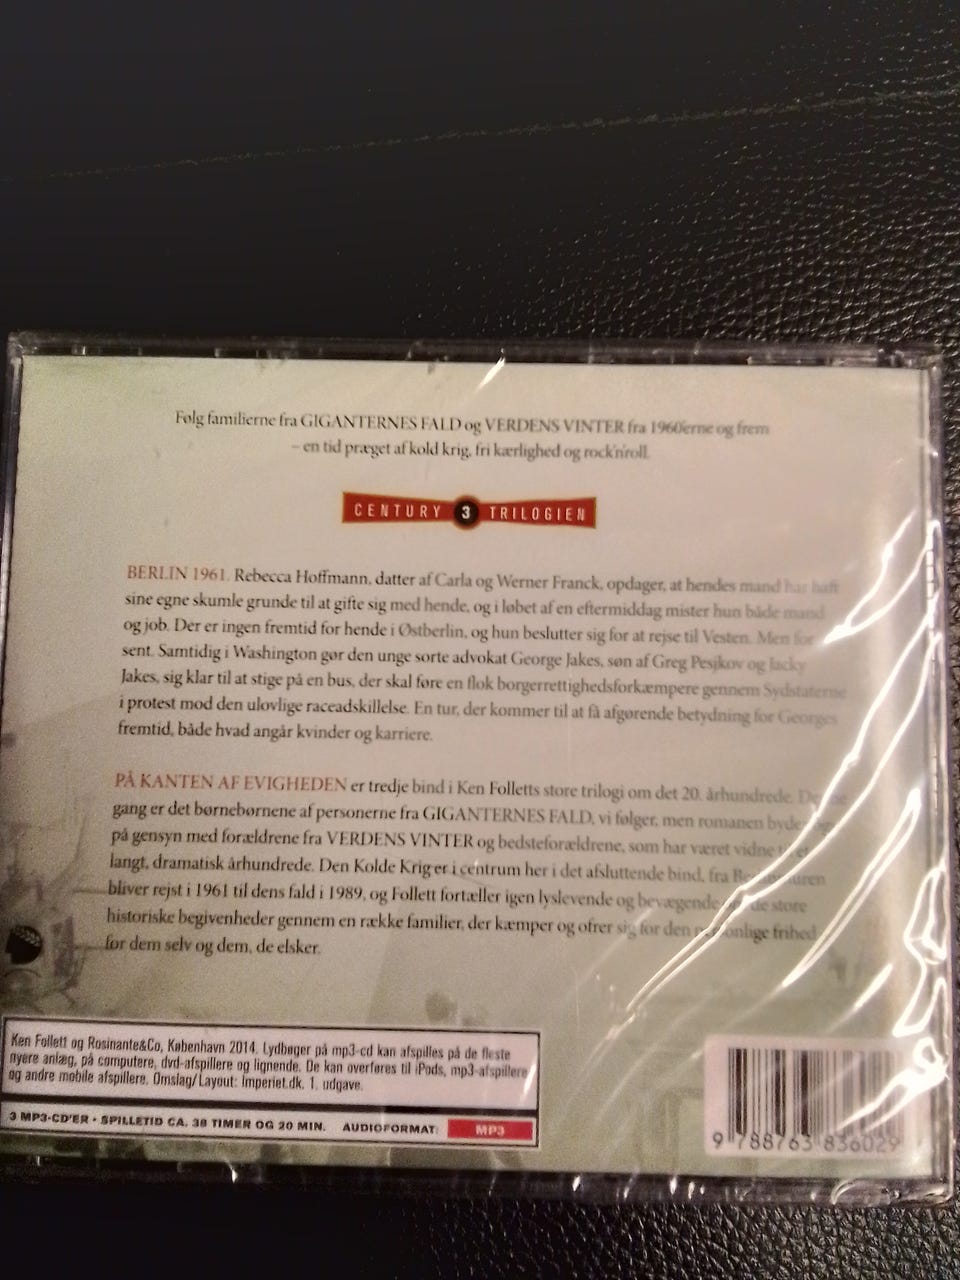 Følg familierne fra GIGANTERNES FALD og VERDENS VINTER fra 1960'erne og frem
– en tid præget af kold krig, fri kærlighed og rock'n'roll.
CENTURY 3 TRILOGIEN
BERLIN 1961. Rebecca Hoffmann, datter af Carla og Werner Franck, opdager, at hendes mand har haft
sine egne skumle grunde til at gifte sig med hende, og i løbet af en eftermiddag mister hun både mand
og job. Der er ingen fremtid for hende i Østberlin, og hun beslutter sig for at rejse til Vesten. Men for
sent. Samtidig i Washington gør den unge sorte advokat George Jakes, søn af Greg Pesjkov og Jacky
Jakes, sig klar til at stige på en bus, der skal føre en flok borgerrettighedsforkæmpere gennem Sydstaterne
i protest mod den ulovlige raceadskillelse. En tur, der kommer til at få afgørende betydning for Georges
fremtid, både hvad angår kvinder og karriere.
PÅ KANTEN AF EVIGHEDEN er tredje bind i Ken Folletts store trilogi om det 20. århundrede.
gang er det børnebørnene af personerne fra GIGANTERNES FALD, vi følger, men romanen byder
på gensyn med forældrene fra VERDENS VINTER og bedsteforældrene, som har været vidne til et
langt, dramatisk århundrede. Den Kolde Krig er i centrum her i det afsluttende bind, fra Berlinmuren
bliver rejst i 1961 til dens fald i 1989, og Follett fortæller igen lyslevende og bevægende om de store
historiske begivenheder gennem en række familier, der kæmper og ofrer sig for den personlige frihed
for dem selv og dem, de elsker.
Ken Follett og Rosinante&Co, København 2014. Lydbøger på mp3-cd kan afspilles på de fleste
nyere anlæg, på computere, dvd-afspillere og lignende. De kan overføres til iPods, mp3-afspillere
og andre mobile afspillere. Omslag/Layout: Imperiet.dk. 1. udgave.
3 MP3-CD'ER • SPILLETID CA. 38 TIMER OG 20 MIN. AUDIOFORMAT: MP3
9 788763 836029